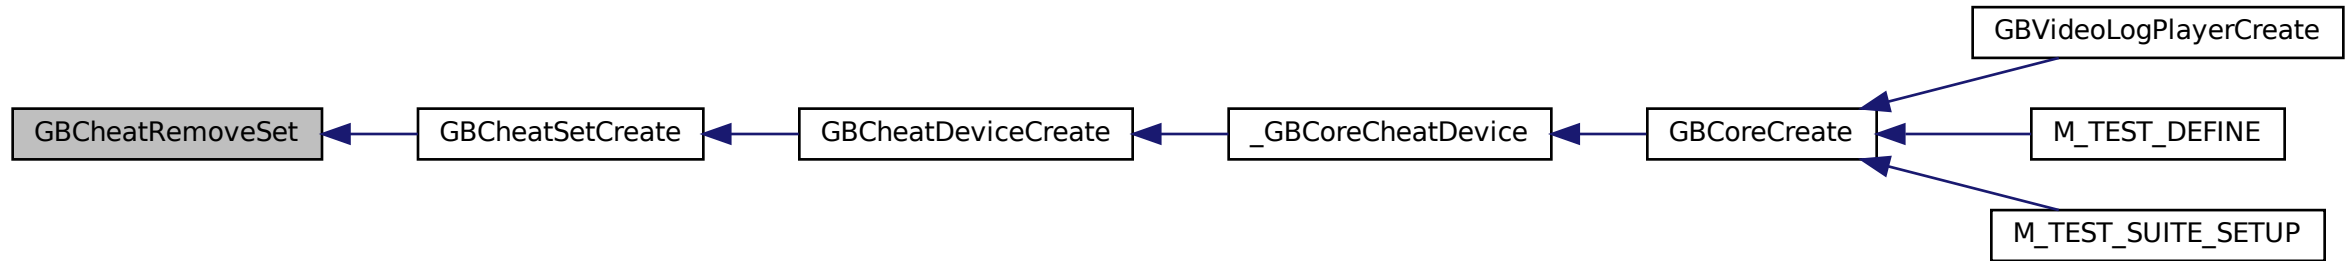 GBVideoLogPlayerCreate
GBCheatRemoveSet
GBCheatSetCreate
GBCheatDeviceCreate
_GBCoreCheatDevice
GBCoreCreate
M_TEST_DEFINE
M_TEST_SUITE_SETUP